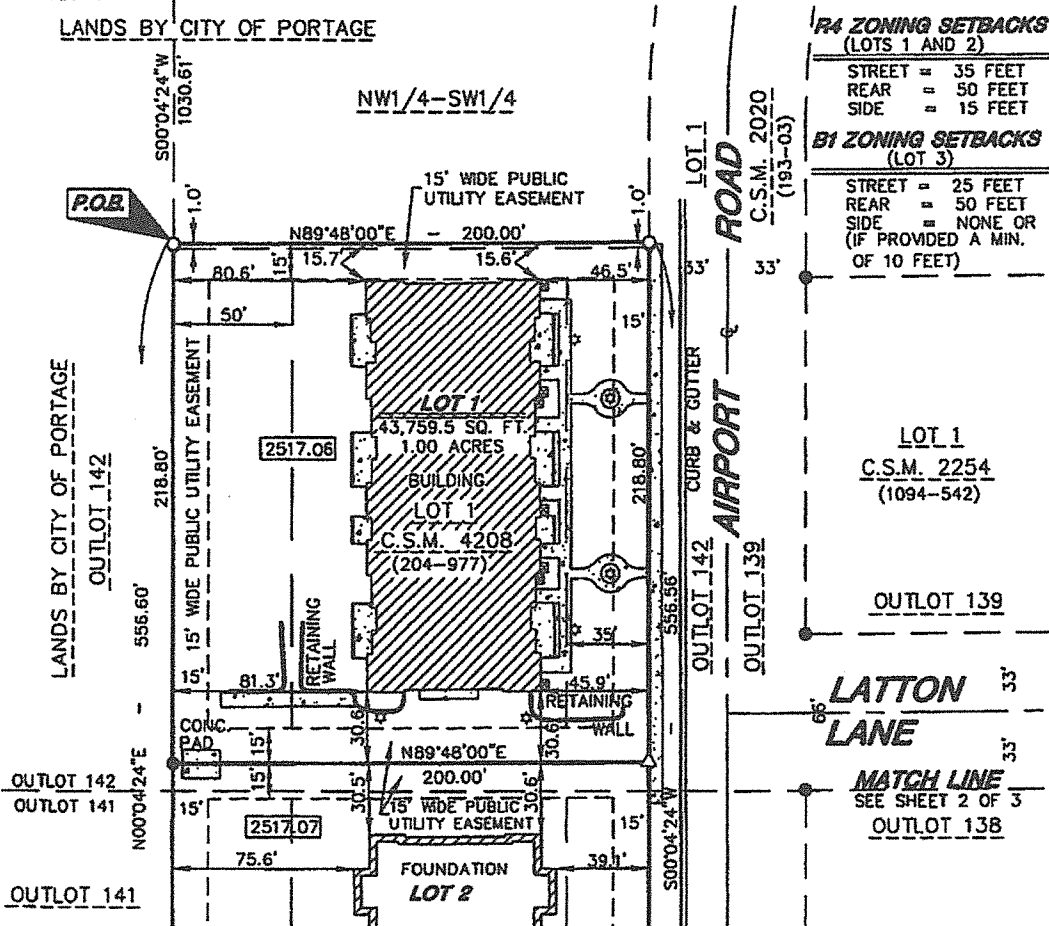 LANDS BY CITY OF PORTAGE
S00°04'24"W
1030.61'
NW1/4-SW1/4
R4 ZONING SETBACKS
(LOTS 1 AND 2)
STREET = 35 FEET
REAR = 50 FEET
SIDE = 15 FEET
B1 ZONING SETBACKS
(LOT 3)
STREET = 25 FEET
REAR = 50 FEET
SIDE = NONE OR
(IF PROVIDED A MIN.
OF 10 FEET)
LOT 1
C.S.M. 2020
(193-03)
AIRPORT ROAD
P.O.B.
1.0'
15' WIDE PUBLIC
UTILITY EASEMENT
1.0'
N89°48'00"E - 200.00'
15'
15.7'
15.6'
80.6'
46.5'
33'
33'
50'
15'
LANDS BY CITY OF PORTAGE
OUTLOT 142
218.80'
15' WIDE PUBLIC UTILITY EASEMENT
2517.06
LOT 1
43,759.5 SQ. FT.
1.00 ACRES
BUILDING
LOT 1
C.S.M. 4208
(204-977)
218.80'
CURB & GUTTER
LOT 1
C.S.M. 2254
(1094-542)
OUTLOT 142
OUTLOT 139
OUTLOT 139
N00°04'24"E - 556.60'
556.56'
S00°04'24"W
RETAINING
WALL
35'
15'
81.3'
45.9'
RETAINING
WALL
LATTON
LANE
66'
33'
33'
CONC.
PAD
15'
15'
30.6'
30.6'
N89°48'00"E
200.00'
OUTLOT 142
OUTLOT 141
15'
30.5'
30.6'
15' WIDE PUBLIC
UTILITY EASEMENT
15'
MATCH LINE
SEE SHEET 2 OF 3
OUTLOT 138
2517.07
75.6'
39.1'
FOUNDATION
LOT 2
OUTLOT 141